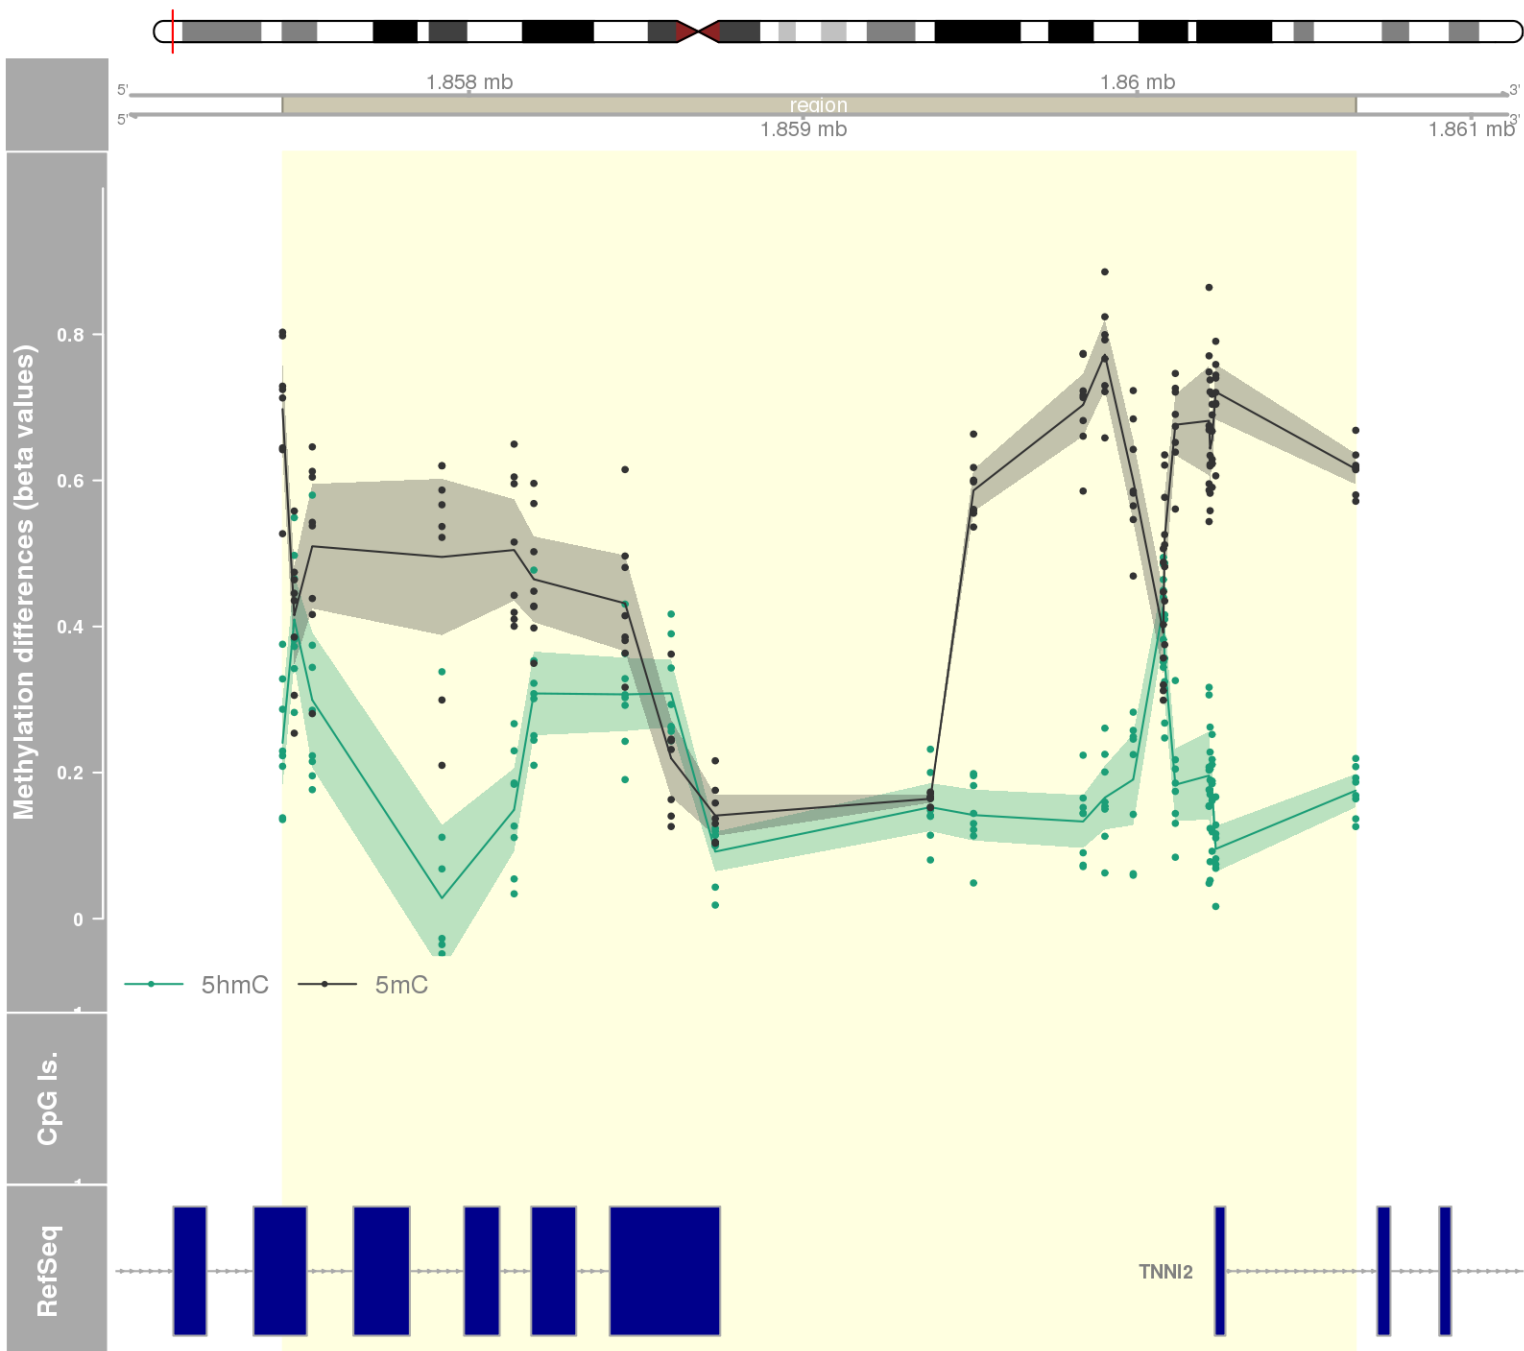 1.858 mb
1.86 mb
5'
3'
region
5'
3'
1.859 mb
1.861 mb
Methylation differences (beta values)
0.8
0.6
0.4
0.2
0
5hmC
5mC
CpG Is.
RefSeq
TNNI2